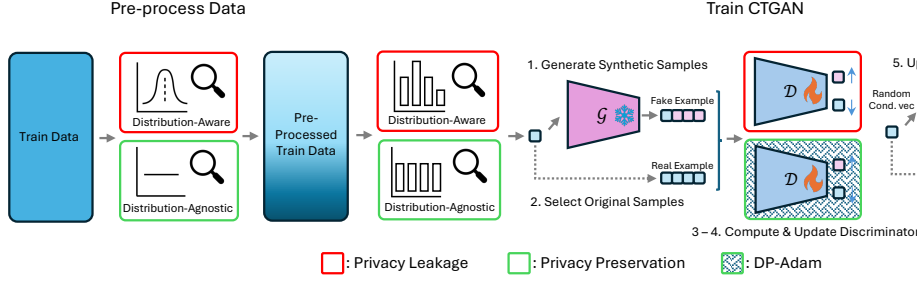 Pre-process Data
Train CTGAN
Train Data
Distribution-Aware
Distribution-Agnostic
Pre-
Processed
Train Data
Distribution-Aware
Distribution-Agnostic
1. Generate Synthetic Samples
𝒢
Fake Example
Real Example
2. Select Original Samples
𝒟
𝒟
3 – 4. Compute & Update Discriminator
5. Up
Random
Cond. vec
: Privacy Leakage
: Privacy Preservation
: DP-Adam